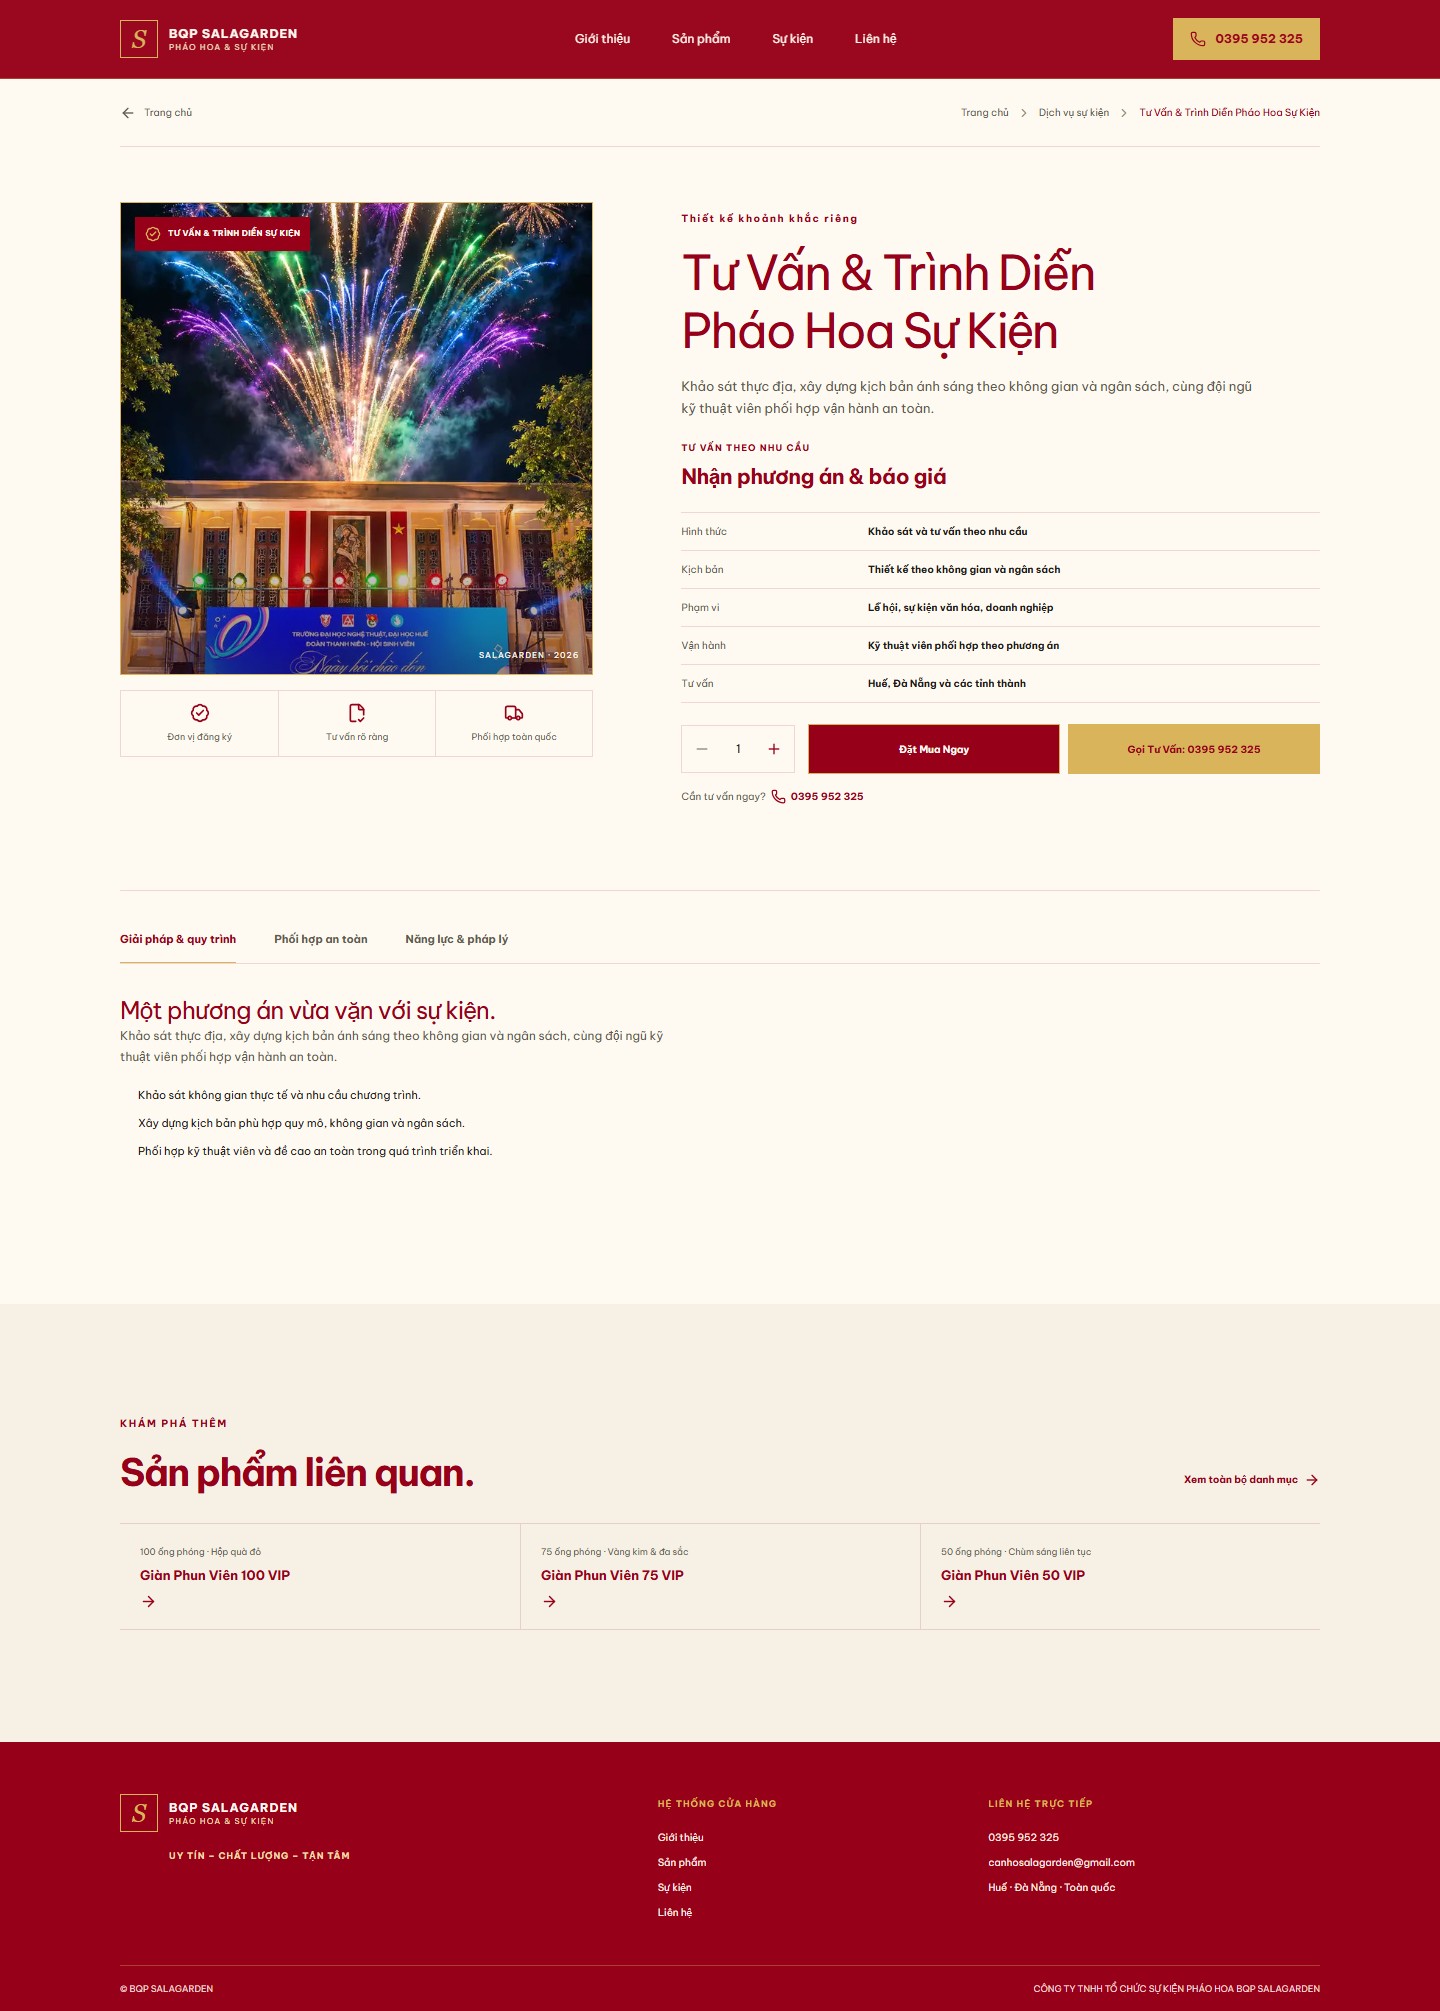 S
BQP SALAGARDEN
PHÁO HOA & SỰ KIỆN
Giới thiệu
Sản phẩm
Sự kiện
Liên hệ
0395 952 325
Trang chủ
Trang chủ
Dịch vụ sự kiện
Tư Vấn & Trình Diễn Pháo Hoa Sự Kiện
TƯ VẤN & TRÌNH DIỄN SỰ KIỆN
TRƯỜNG ĐẠI HỌC NGHỆ THUẬT, ĐẠI HỌC HUẾ
ĐOÀN THANH NIÊN - HỘI SINH VIÊN
Ngày hội chào đón
SALAGARDEN · 2026
Đơn vị đăng ký
Tư vấn rõ ràng
Phối hợp toàn quốc
Thiết kế khoảnh khắc riêng
Tư Vấn & Trình Diễn
Pháo Hoa Sự Kiện
Khảo sát thực địa, xây dựng kịch bản ánh sáng theo không gian và ngân sách, cùng đội ngũ
kỹ thuật viên phối hợp vận hành an toàn.
TƯ VẤN THEO NHU CẦU
Nhận phương án & báo giá
Hình thức
Khảo sát và tư vấn theo nhu cầu
Kịch bản
Thiết kế theo không gian và ngân sách
Phạm vi
Lễ hội, sự kiện văn hóa, doanh nghiệp
Vận hành
Kỹ thuật viên phối hợp theo phương án
Tư vấn
Huế, Đà Nẵng và các tỉnh thành
1
Đặt Mua Ngay
Gọi Tư Vấn: 0395 952 325
Cần tư vấn ngay? 0395 952 325
Giải pháp & quy trình
Phối hợp an toàn
Năng lực & pháp lý
Một phương án vừa vặn với sự kiện.
Khảo sát thực địa, xây dựng kịch bản ánh sáng theo không gian và ngân sách, cùng đội ngũ kỹ
thuật viên phối hợp vận hành an toàn.
Khảo sát không gian thực tế và nhu cầu chương trình.
Xây dựng kịch bản phù hợp quy mô, không gian và ngân sách.
Phối hợp kỹ thuật viên và đề cao an toàn trong quá trình triển khai.
KHÁM PHÁ THÊM
Sản phẩm liên quan.
Xem toàn bộ danh mục
100 ống phóng · Hộp quà đỏ
Giàn Phun Viên 100 VIP
75 ống phóng · Vàng kim & đa sắc
Giàn Phun Viên 75 VIP
50 ống phóng · Chùm sáng liên tục
Giàn Phun Viên 50 VIP
S
BQP SALAGARDEN
PHÁO HOA & SỰ KIỆN
UY TÍN – CHẤT LƯỢNG – TẬN TÂM
HỆ THỐNG CỬA HÀNG
Giới thiệu
Sản phẩm
Sự kiện
Liên hệ
LIÊN HỆ TRỰC TIẾP
0395 952 325
canhosalagarden@gmail.com
Huế · Đà Nẵng · Toàn quốc
© BQP SALAGARDEN
CÔNG TY TNHH TỔ CHỨC SỰ KIỆN PHÁO HOA BQP SALAGARDEN